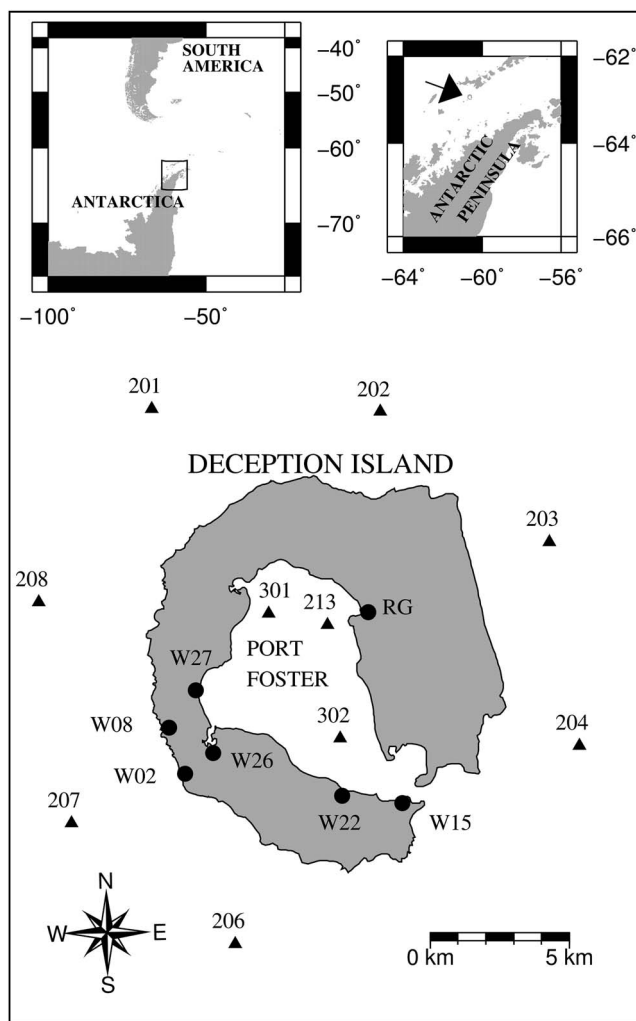 SOUTH
AMERICA
ANTARCTICA
−40°
−50°
−60°
−70°
−100°
−50°
ANTARCTIC
PENINSULA
−62°
−64°
−66°
−64°
−60°
−56°
201
202
DECEPTION ISLAND
203
208
301
213
RG
PORT
FOSTER
W27
302
W08
W26
204
W02
207
W22
W15
N
W
E
S
206
0 km
5 km